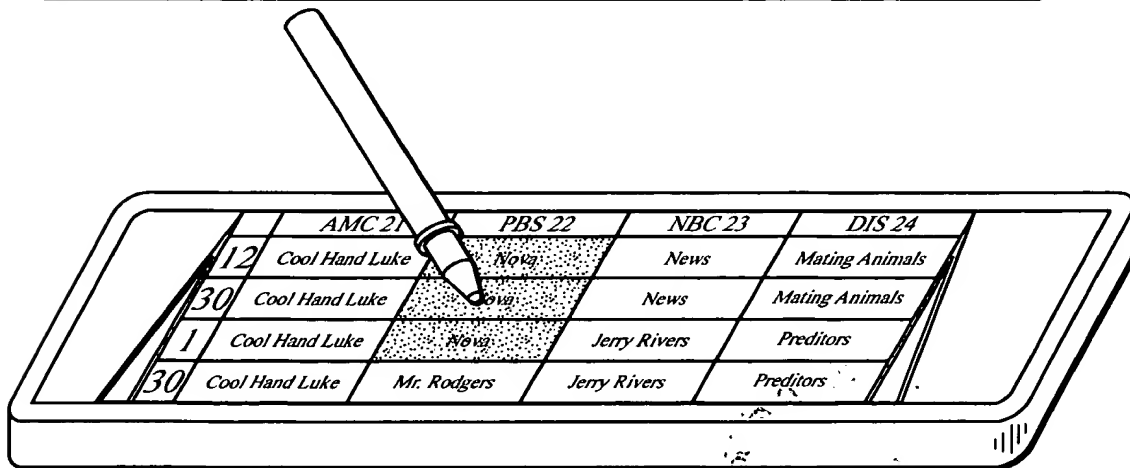 AMC 21 PBS 22 NBC 23 DIS 24
12 Cool Hand Luke Nova News Mating Animals
30 Cool Hand Luke Nova News Mating Animals
1 Cool Hand Luke Nova Jerry Rivers Preditors
30 Cool Hand Luke Mr. Rodgers Jerry Rivers Preditors